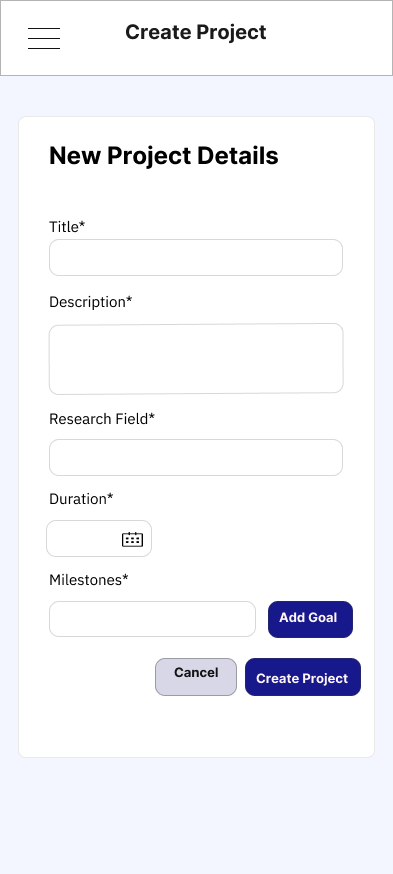 Create Project
New Project Details
Title*
Description*
Research Field*
Duration*
Milestones*
Add Goal
Cancel
Create Project